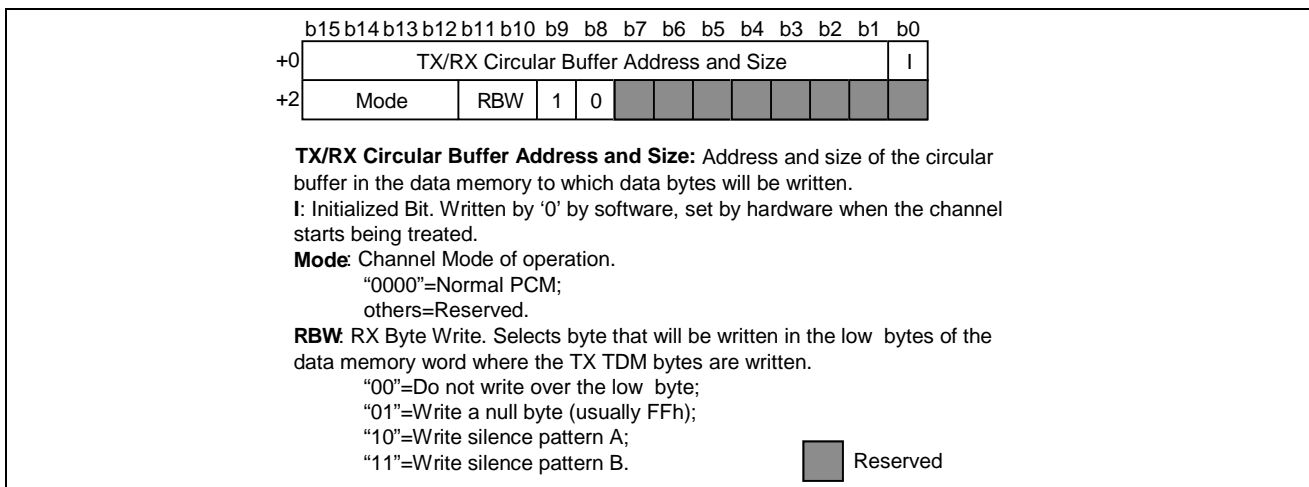 b15 b14 b13 b12 b11 b10 b9 b8 b7 b6 b5 b4 b3 b2 b1 b0
+0 TX/RX Circular Buffer Address and Size I
+2 Mode RBW 1 0
TX/RX Circular Buffer Address and Size: Address and size of the circular
buffer in the data memory to which data bytes will be written.
I: Initialized Bit. Written by ‘0’ by software, set by hardware when the channel
starts being treated.
Mode: Channel Mode of operation.
“0000”=Normal PCM;
others=Reserved.
RBW: RX Byte Write. Selects byte that will be written in the low bytes of the
data memory word where the TX TDM bytes are written.
“00”=Do not write over the low byte;
“01”=Write a null byte (usually FFh);
“10”=Write silence pattern A;
“11”=Write silence pattern B.
Reserved